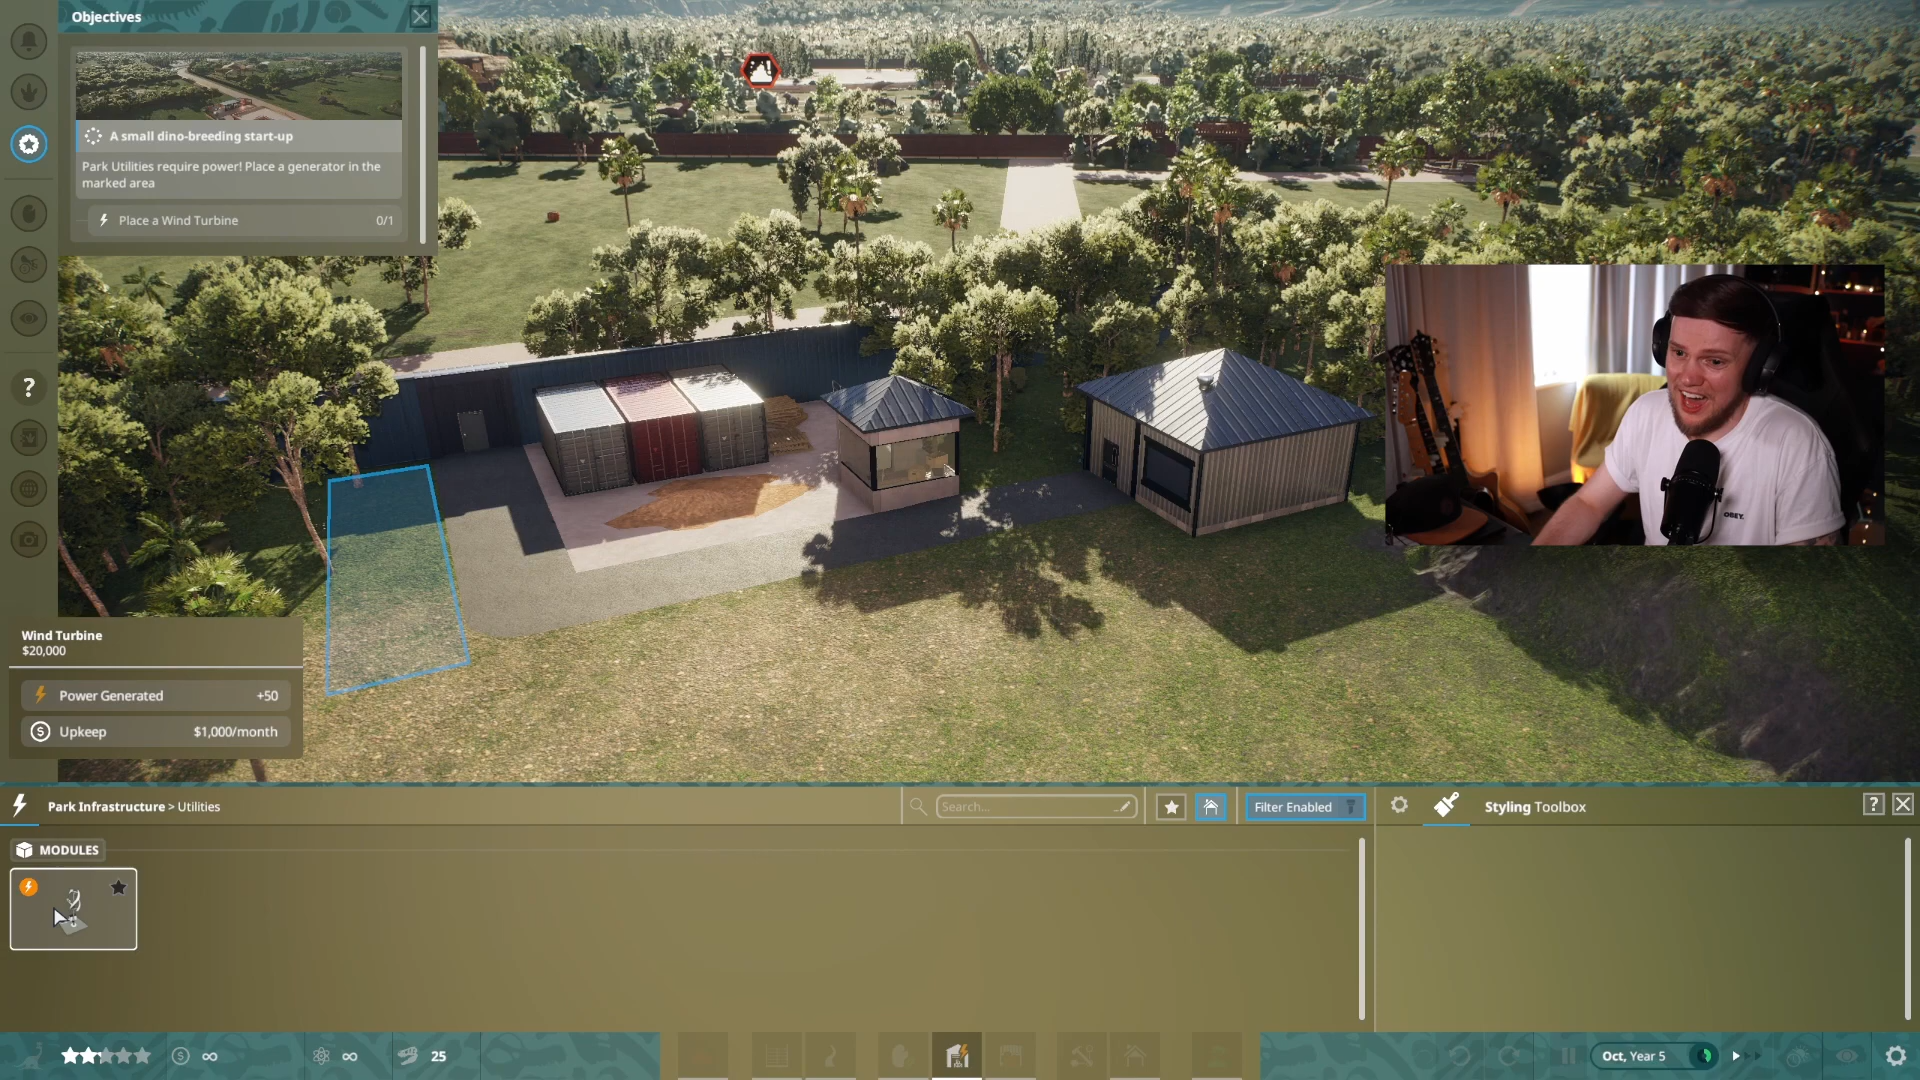 Objectives
A small dino-breeding start-up
Park Utilities require power! Place a generator in the
marked area
Place a Wind Turbine 0/1
OBEY.
Wind Turbine
$20,000
Power Generated +50
Upkeep $1,000/month
Park Infrastructure > Utilities
Search...
Filter Enabled
Styling Toolbox
?
MODULES
∞
∞
25
Oct, Year 5